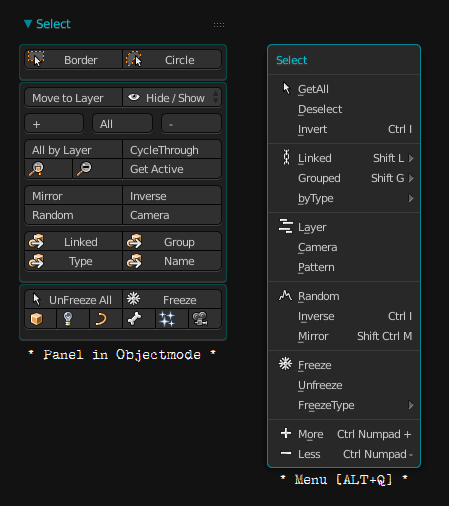 Select
Border Circle
Move to Layer Hide / Show
+ All -
All by Layer CycleThrough
Get Active
Mirror Inverse
Random Camera
Linked Group
Type Name
UnFreeze All Freeze
* Panel in Objectmode *
Select
GetAll
Deselect
Invert Ctrl I
Linked Shift L
Grouped Shift G
byType
Layer
Camera
Pattern
Random
Inverse Ctrl I
Mirror Shift Ctrl M
Freeze
Unfreeze
FreezeType
More Ctrl Numpad +
Less Ctrl Numpad -
* Menu [ALT+Q] *